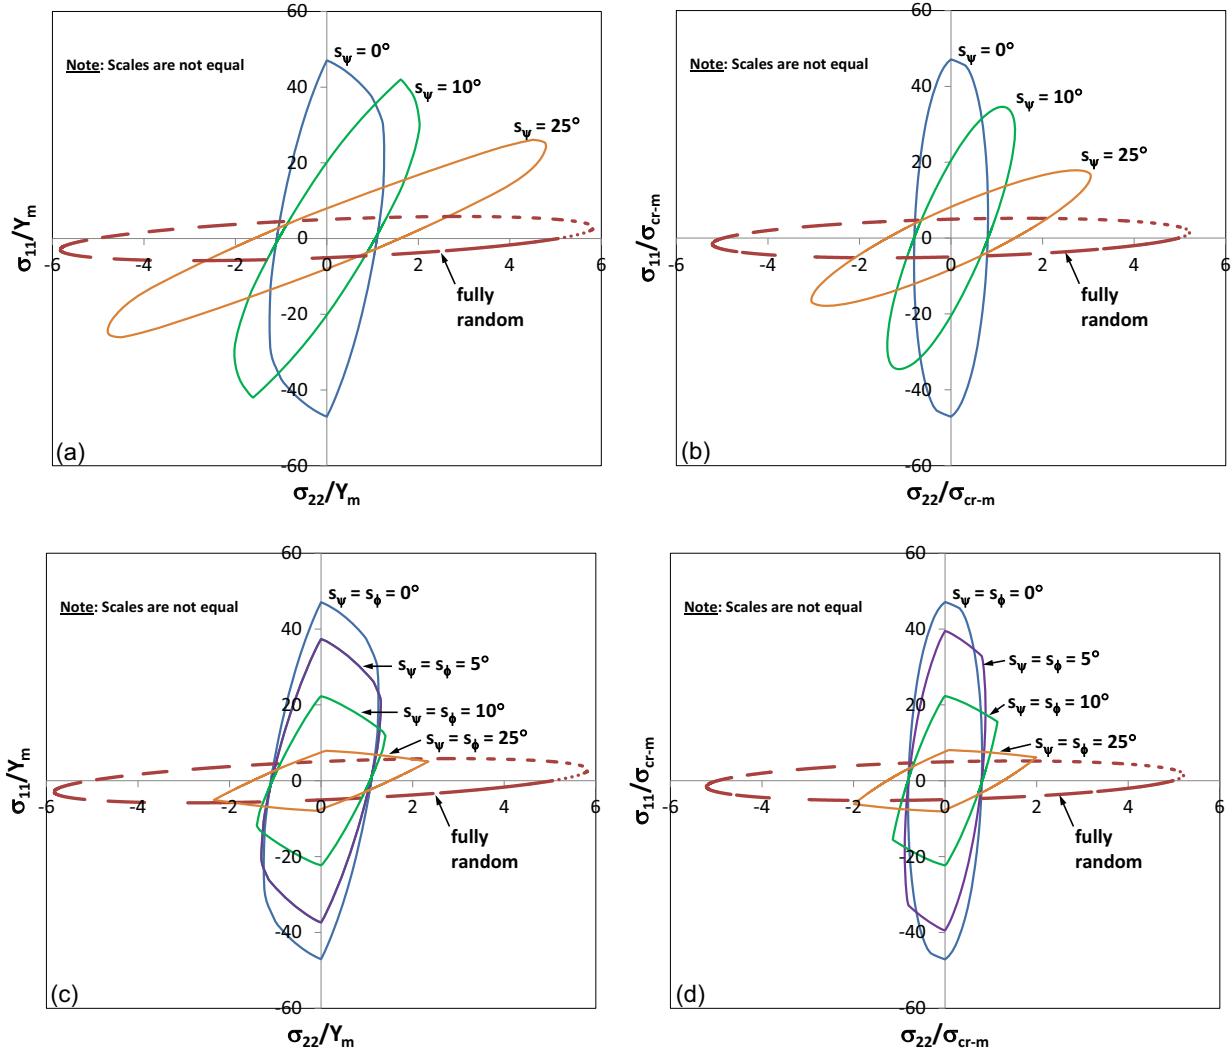 60
Note: Scales are not equal
sψ = 0°
40
sψ = 10°
sψ = 25°
20
σ11/Ym
0
-6
-4
-2
0
2
4
6
fully
random
-20
-40
(a)
-60
σ22/Ym
60
Note: Scales are not equal
sψ = 0°
40
sψ = 10°
sψ = 25°
20
σ11/σcr-m
0
-6
-4
-2
0
2
4
6
fully
random
-20
-40
(b)
-60
σ22/σcr-m
60
Note: Scales are not equal
sψ = sϕ = 0°
40
sψ = sϕ = 5°
20
sψ = sϕ = 10°
sψ = sϕ = 25°
σ11/Ym
0
-6
-4
-2
0
2
4
6
fully
random
-20
-40
(c)
-60
σ22/Ym
60
Note: Scales are not equal
sψ = sϕ = 0°
40
sψ = sϕ = 5°
20
sψ = sϕ = 10°
sψ = sϕ = 25°
σ11/σcr-m
0
-6
-4
-2
0
2
4
6
fully
random
-20
-40
(d)
-60
σ22/σcr-m